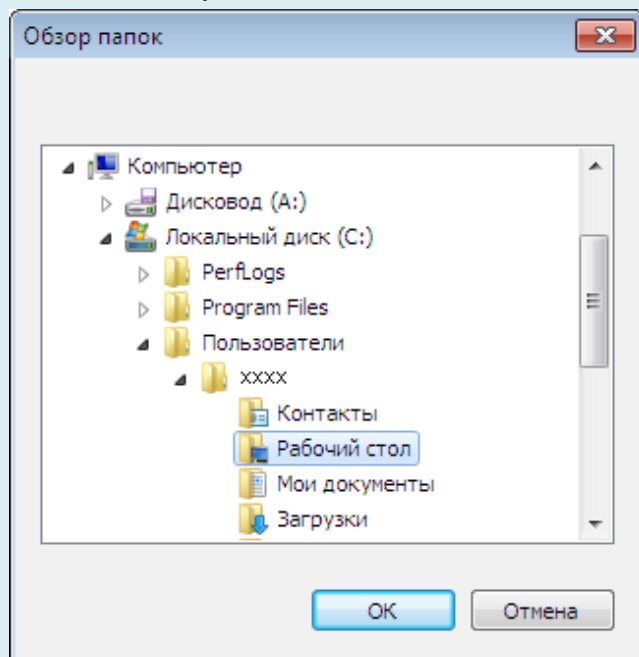 Обзор папок
Компьютер
Дисковод (A:)
Локальный диск (C:)
PerfLogs
Program Files
Пользователи
xxxx
Контакты
Рабочий стол
Мои документы
Загрузки
OK Отмена